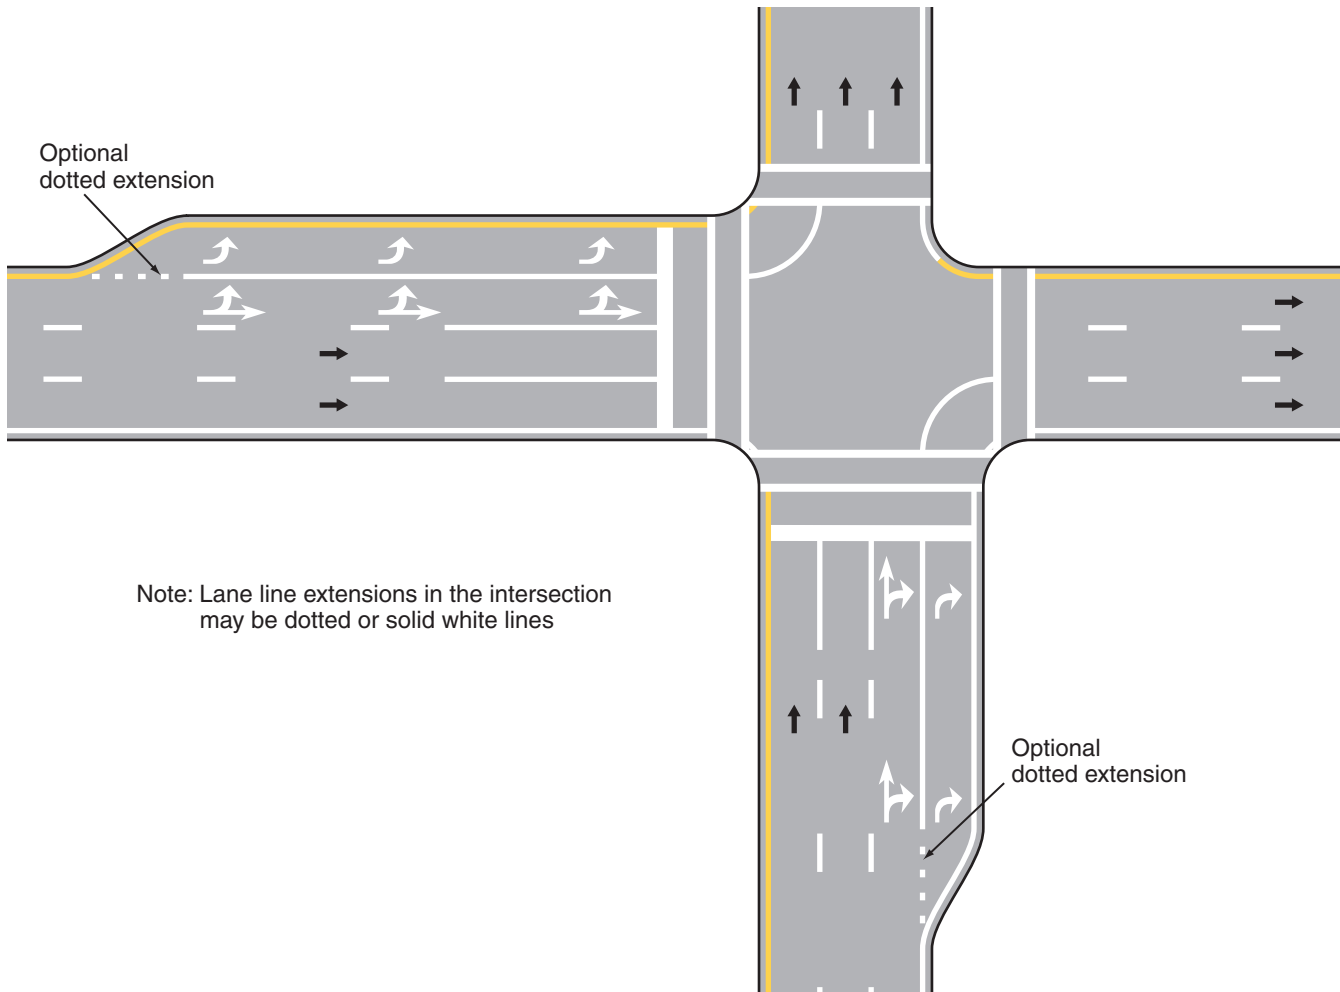 Optional
dotted extension
Note: Lane line extensions in the intersection
may be dotted or solid white lines
Optional
dotted extension